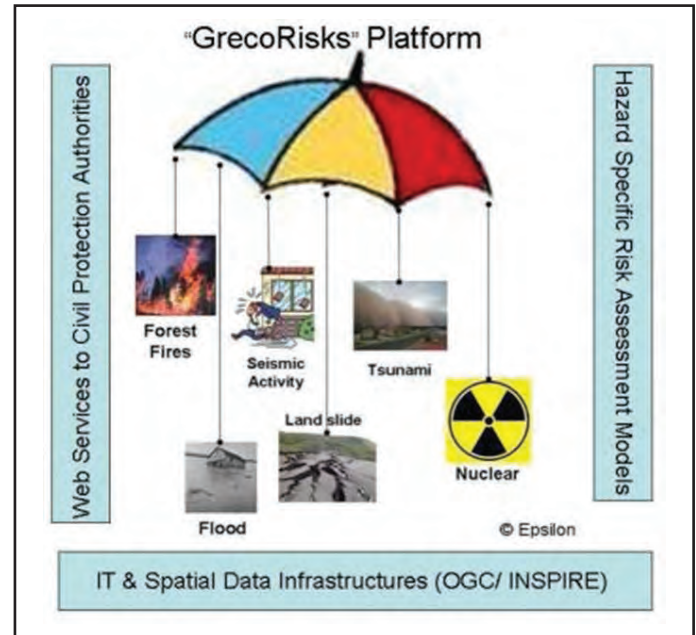 "GrecoRisks" Platform
Web Services to Civil Protection Authorities
Hazard Specific Risk Assessment Models
Forest
Fires
Seismic
Activity
Tsunami
Land slide
Nuclear
Flood
© Epsilon
IT & Spatial Data Infrastructures (OGC/ INSPIRE)